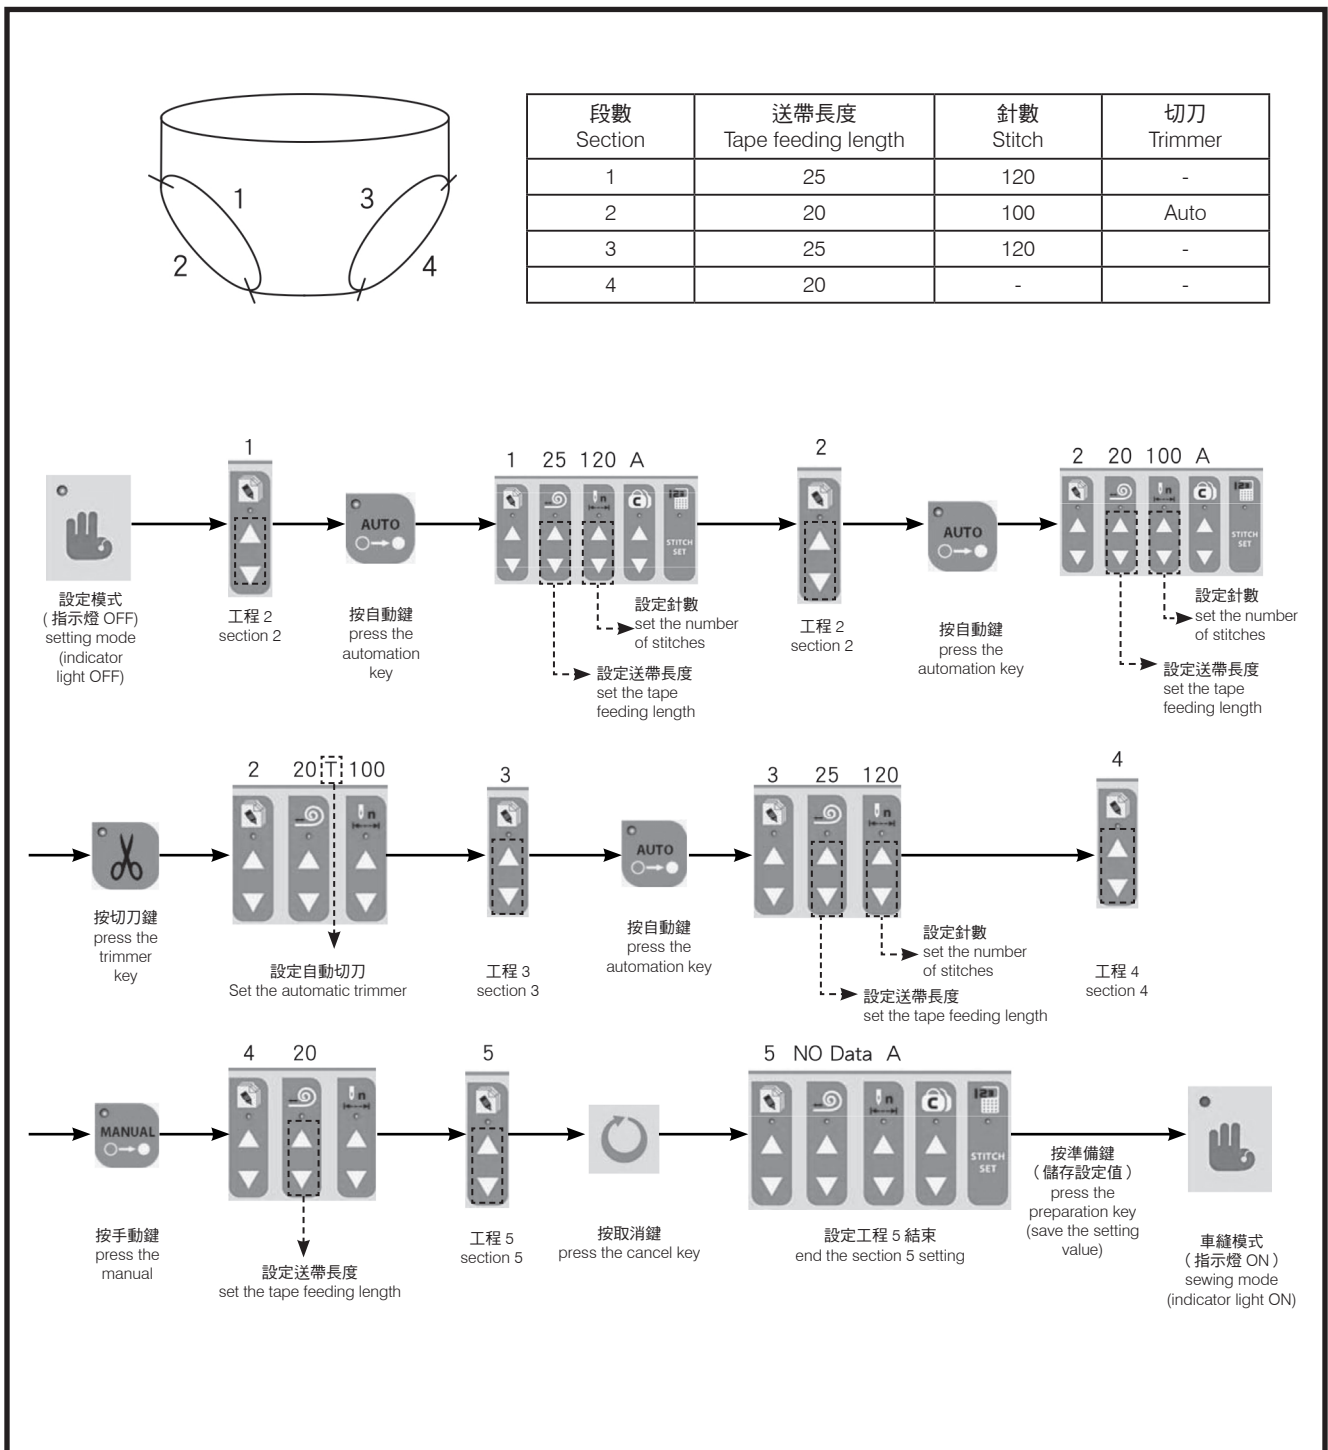 段數 送帶長度 針數 切刀
Section Tape feeding length Stitch Trimmer
1 25 120 -
2 20 100 Auto
3 25 120 -
4 20 - -
1 3
2 4
1
AUTO
1 25 120 A
n
C
123
STITCH
SET
2
AUTO
2 20 100 A
n
C
123
STITCH
SET
設定模式
( 指示燈 OFF)
setting mode
(indicator
light OFF)
工程 2
section 2
按自動鍵
press the
automation
key
設定針數
set the number
of stitches
設定送帶長度
set the tape
feeding length
工程 2
section 2
按自動鍵
press the
automation key
設定針數
set the number
of stitches
設定送帶長度
set the tape
feeding length
2 20 T 100
n
3
AUTO
3 25 120
n
4
按切刀鍵
press the
trimmer
key
設定自動切刀
Set the automatic trimmer
工程 3
section 3
按自動鍵
press the
automation key
設定針數
set the number
of stitches
設定送帶長度
set the tape feeding length
工程 4
section 4
MANUAL
4 20
n
5
5 NO Data A
n
C
123
STITCH
SET
按手動鍵
press the
manual
設定送帶長度
set the tape feeding length
工程 5
section 5
按取消鍵
press the cancel key
設定工程 5 結束
end the section 5 setting
按準備鍵
( 儲存設定值 )
press the
preparation key
(save the setting
value)
車縫模式
( 指示燈 ON )
sewing mode
(indicator light ON)